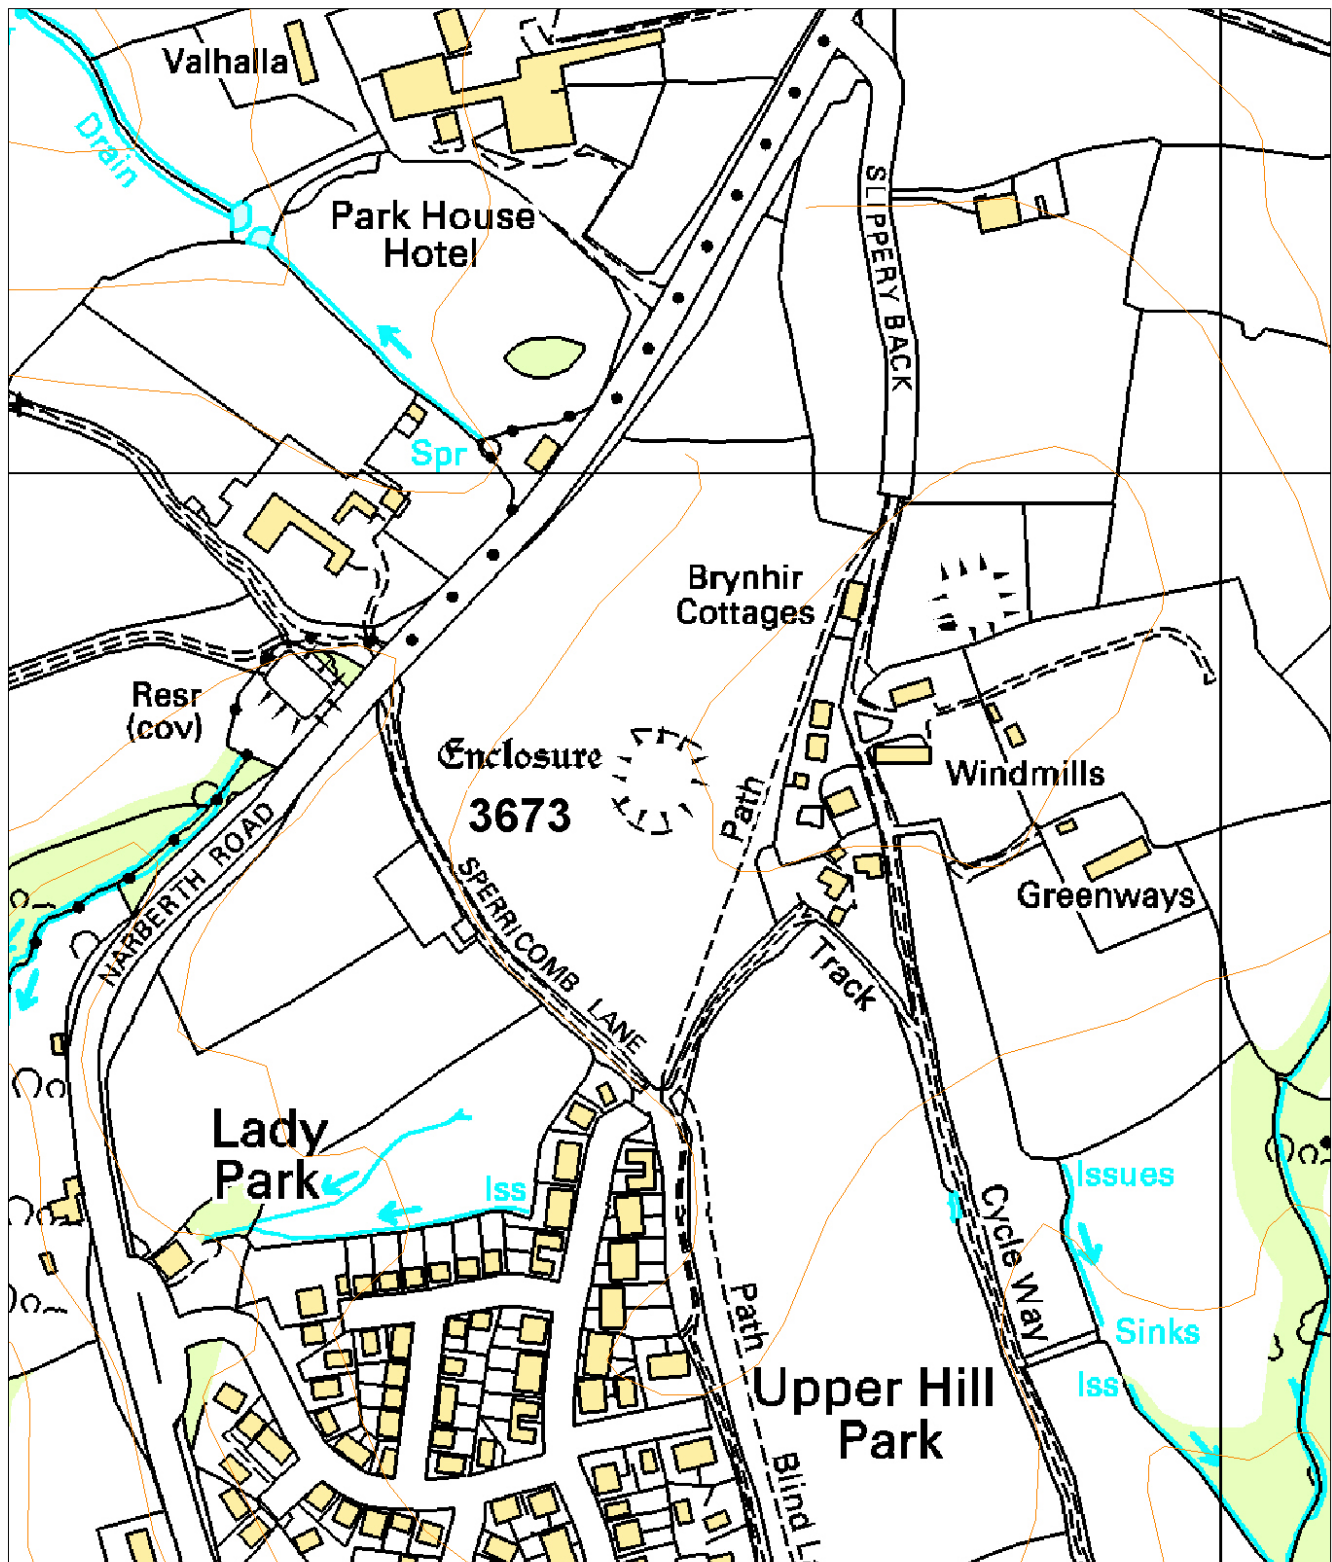 Valhalla
Drain
Park House
Hotel
SLIPPERY BACK
Spr
Brynhir
Cottages
Resr
(cov)
Enclosure
3673
Path
Windmills
NARBERTH ROAD
SPERRICOMB LANE
Greenways
Track
Lady
Park
Iss
Issues
Cycle Way
Path
Sinks
Upper Hill
Park
Iss
Blind L